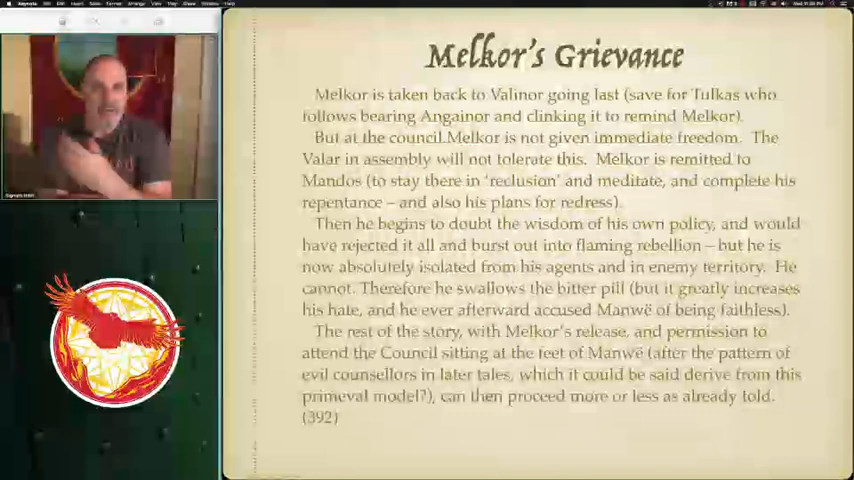 Melkor's Grievance
Melkor is taken back to Valinor going last (save for Tulkas who
follows bearing Angainor and clinking it to remind Melkor).
But at the council Melkor is not given immediate freedom. The
Valar in assembly will not tolerate this. Melkor is remitted to
Mandos (to stay there in 'reclusion' and meditate, and complete his
repentance – and also his plans for redress).
Then he begins to doubt the wisdom of his own policy, and would
have rejected it all and burst out into flaming rebellion – but he is
now absolutely isolated from his agents and in enemy territory. He
cannot. Therefore he swallows the bitter pill (but it greatly increases
his hate, and he ever afterward accused Manwë of being faithless).
The rest of the story, with Melkor's release, and permission to
attend the Council sitting at the feet of Manwë (after the pattern of
evil counsellors in later tales, which it could be said derive from this
primeval model?), can then proceed more or less as already told.
(392)